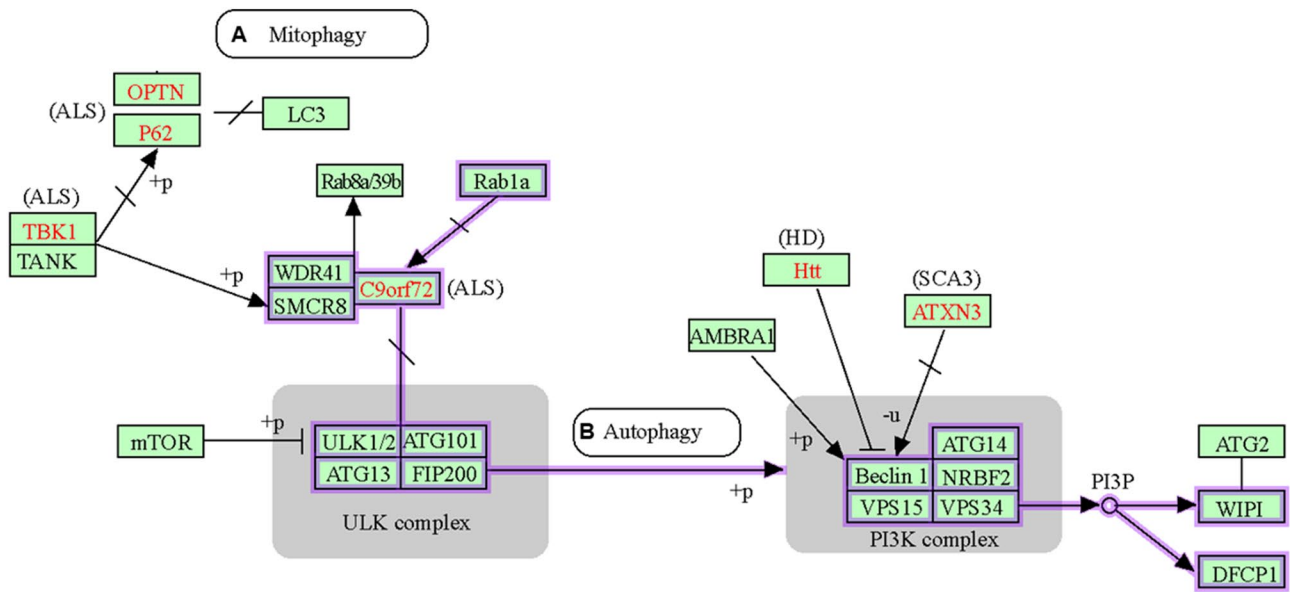 A Mitophagy
OPTN
(ALS)
LC3
P62
+p
(ALS)
TBK1
TANK
+p
Rab8a/39b
Rab1a
WDR41
SMCR8
C9orf72
(ALS)
(HD)
Htt
(SCA3)
ATXN3
AMBRA1
mTOR
+p
ULK1/2 ATG101
ATG13 FIP200
ULK complex
B Autophagy
+p
+p
-u
ATG14
Beclin 1 NRBF2
VPS15 VPS34
PI3K complex
PI3P
ATG2
WIPI
DFCP1